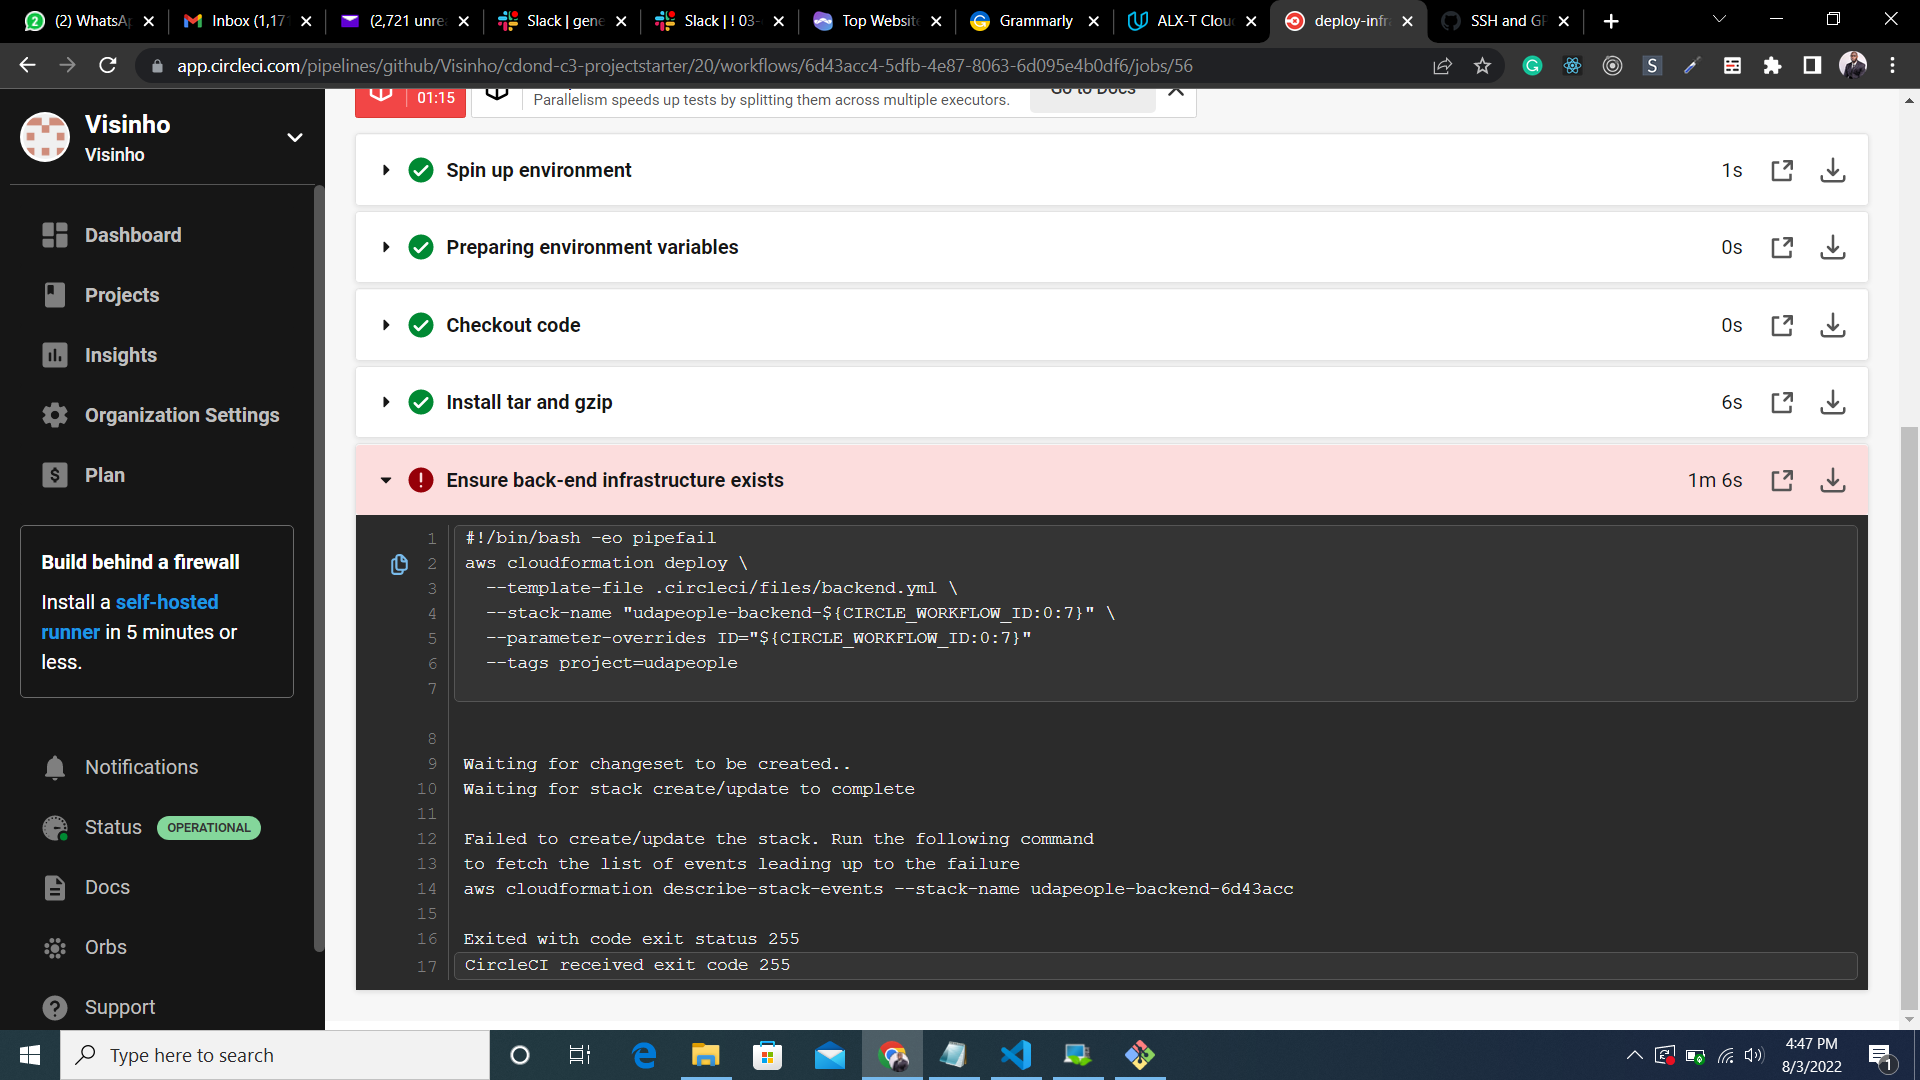 (2) WhatsA
Inbox (1,17
(2,721 unre
Slack | gene
Slack | ! 03-
Top Website
Grammarly
ALX-T Clou
deploy-infr
SSH and GP
app.circleci.com/pipelines/github/Visinho/cdond-c3-projectstarter/20/workflows/6d43acc4-5dfb-4e87-8063-6d095e4b0df6/jobs/56
Visinho
Visinho
Dashboard
Projects
Insights
Organization Settings
Plan
Build behind a firewall
Install a self-hosted
runner in 5 minutes or
less.
Notifications
Status OPERATIONAL
Docs
Orbs
Support
01:15
Parallelism speeds up tests by splitting them across multiple executors.
Go to Docs
Spin up environment 1s
Preparing environment variables 0s
Checkout code 0s
Install tar and gzip 6s
Ensure back-end infrastructure exists 1m 6s
1 #!/bin/bash -eo pipefail
2 aws cloudformation deploy \
3 --template-file .circleci/files/backend.yml \
4 --stack-name "udapeople-backend-${CIRCLE_WORKFLOW_ID:0:7}" \
5 --parameter-overrides ID="${CIRCLE_WORKFLOW_ID:0:7}"
6 --tags project=udapeople
7
8
9 Waiting for changeset to be created..
10 Waiting for stack create/update to complete
11
12 Failed to create/update the stack. Run the following command
13 to fetch the list of events leading up to the failure
14 aws cloudformation describe-stack-events --stack-name udapeople-backend-6d43acc
15
16 Exited with code exit status 255
17 CircleCI received exit code 255
Type here to search
4:47 PM
8/3/2022
1